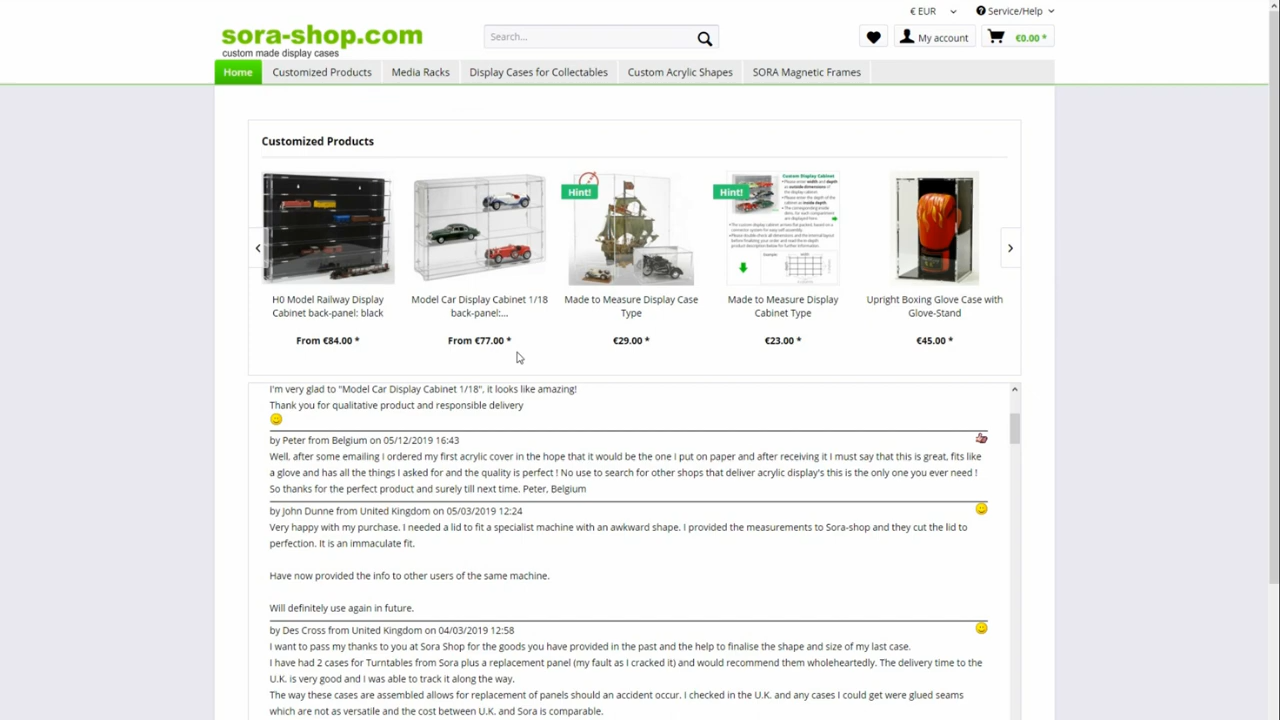 € EUR
Service/Help
sora-shop.com
custom made display cases
Search...
My account
€0.00 *
Home
Customized Products
Media Racks
Display Cases for Collectables
Custom Acrylic Shapes
SORA Magnetic Frames
Customized Products
Hint!
Hint!
Custom Display Cabinet
H0 Model Railway Display
Cabinet back-panel: black
From €84.00 *
Model Car Display Cabinet 1/18
back-panel:...
From €77.00 *
Made to Measure Display Case
Type
€29.00 *
Made to Measure Display
Cabinet Type
€23.00 *
Upright Boxing Glove Case with
Glove-Stand
€45.00 *
I'm very glad to "Model Car Display Cabinet 1/18", it looks like amazing!
Thank you for qualitative product and responsible delivery
by Peter from Belgium on 05/12/2019 16:43
Well, after some emailing I ordered my first acrylic cover in the hope that it would be the one I put on paper and after receiving it I must say that this is great, fits like
a glove and has all the things I asked for and the quality is perfect ! No use to search for other shops that deliver acrylic display's this is the only one you ever need !
So thanks for the perfect product and surely till next time. Peter, Belgium
by John Dunne from United Kingdom on 05/03/2019 12:24
Very happy with my purchase. I needed a lid to fit a specialist machine with an awkward shape. I provided the measurements to Sora-shop and they cut the lid to
perfection. It is an immaculate fit.
Have now provided the info to other users of the same machine.
Will definitely use again in future.
by Des Cross from United Kingdom on 04/03/2019 12:58
I want to pass my thanks to you at Sora Shop for the goods you have provided in the past and the help to finalise the shape and size of my last case.
I have had 2 cases for Turntables from Sora plus a replacement panel (my fault as I cracked it) and would recommend them wholeheartedly. The delivery time to the
U.K. is very good and I was able to track it along the way.
The way these cases are assembled allows for replacement of panels should an accident occur. I checked in the U.K. and any cases I could get were glued seams
which are not as versatile and the cost between U.K. and Sora is comparable.